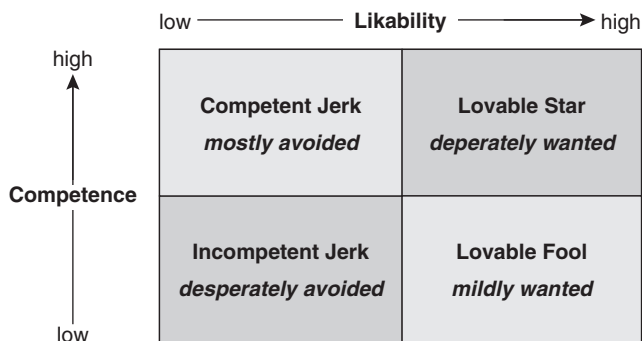 low Likability high
high
Competent Jerk
mostly avoided
Lovable Star
deperately wanted
Competence
Incompetent Jerk
desperately avoided
Lovable Fool
mildly wanted
low